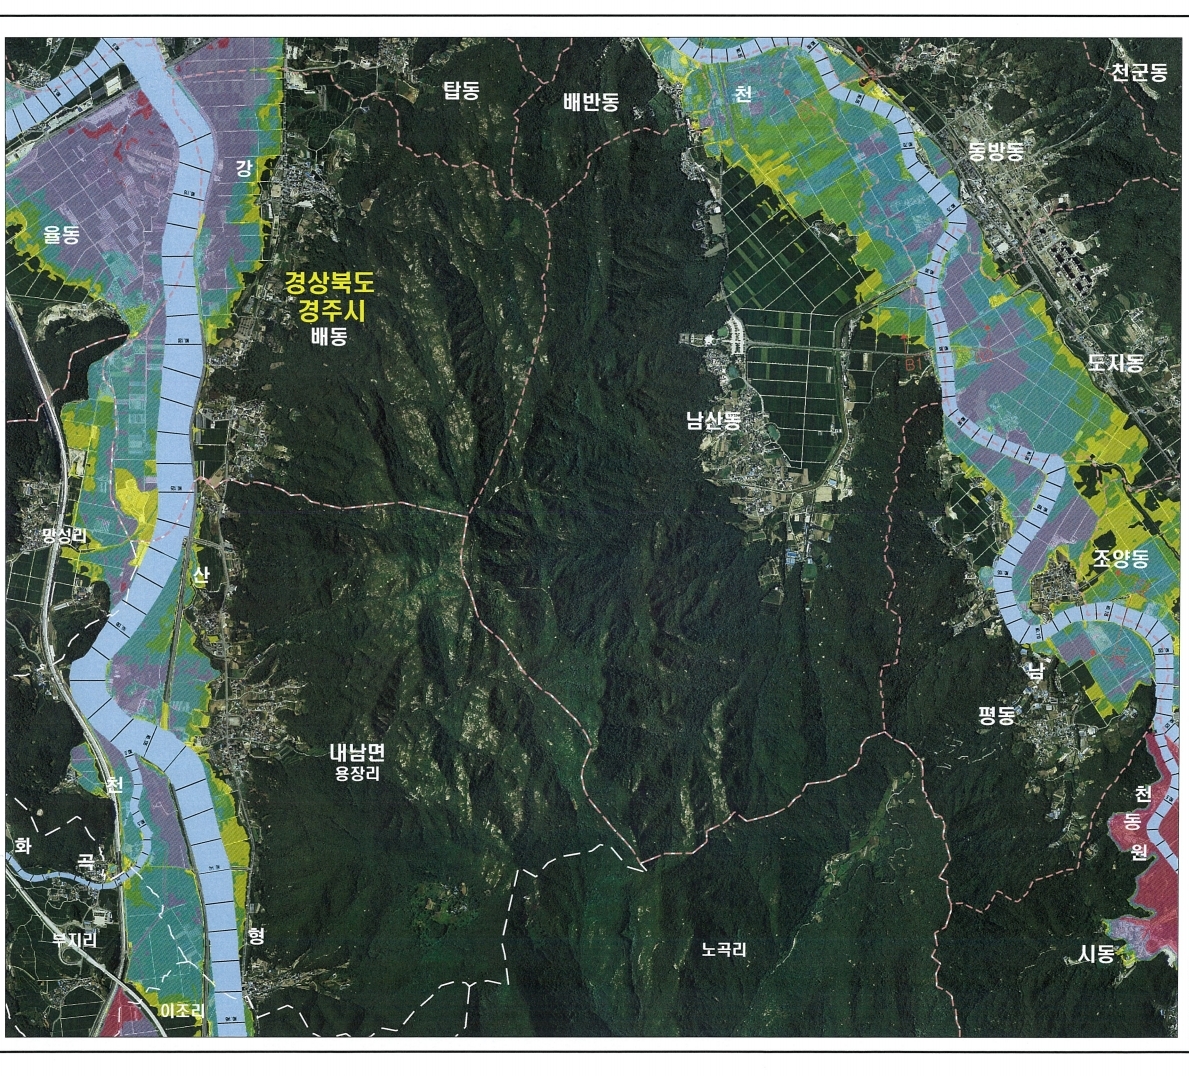 천군동
탑동
배반동
천
동방동
강
율동
경상북도
경주시
배동
도지동
B1
남산동
망성리
조양동
산
남
평동
내남면
용장리
천
천
동
원
화
곡
형
부지리
노곡리
시동
이조리